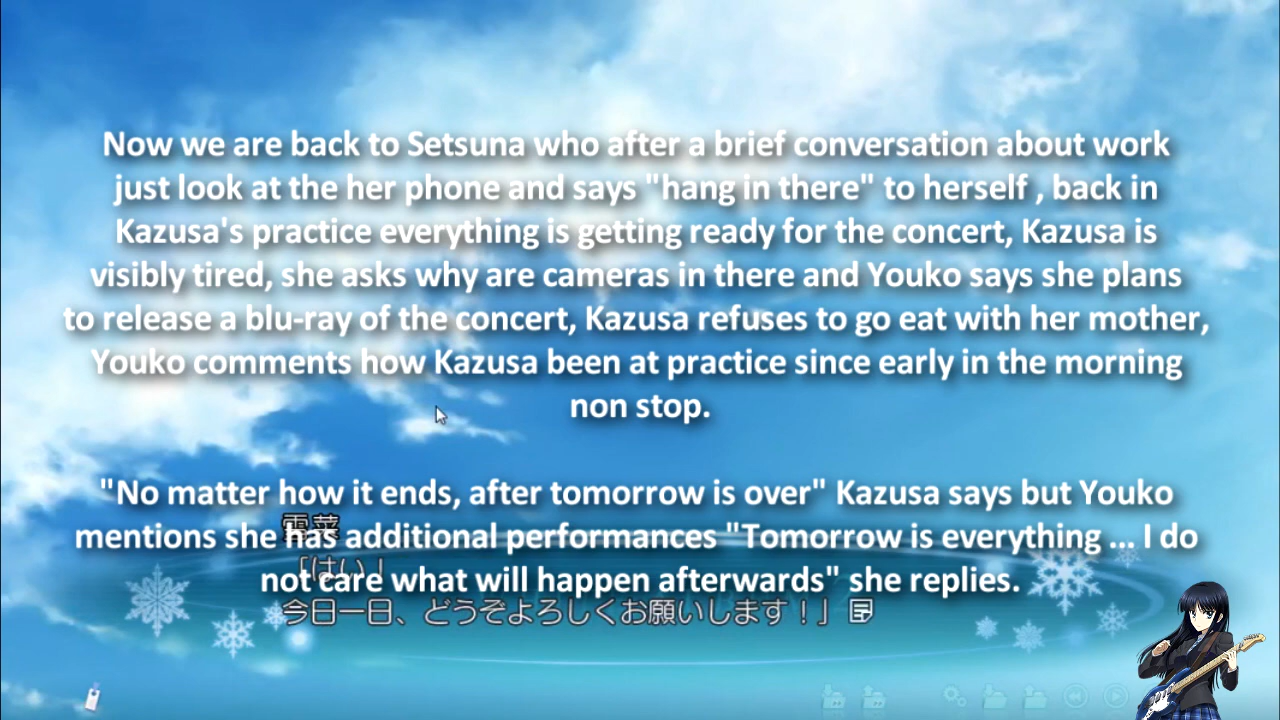 Now we are back to Setsuna who after a brief conversation about work
just look at the her phone and says "hang in there" to herself , back in
Kazusa's practice everything is getting ready for the concert, Kazusa is
visibly tired, she asks why are cameras in there and Youko says she plans
to release a blu-ray of the concert, Kazusa refuses to go eat with her mother,
Youko comments how Kazusa been at practice since early in the morning
non stop.
"No matter how it ends, after tomorrow is over" Kazusa says but Youko
雪菜
mentions she has additional performances "Tomorrow is everything ... I do
「はい！
not care what will happen afterwards" she replies.
今日一日、どうぞよろしくお願いします！」